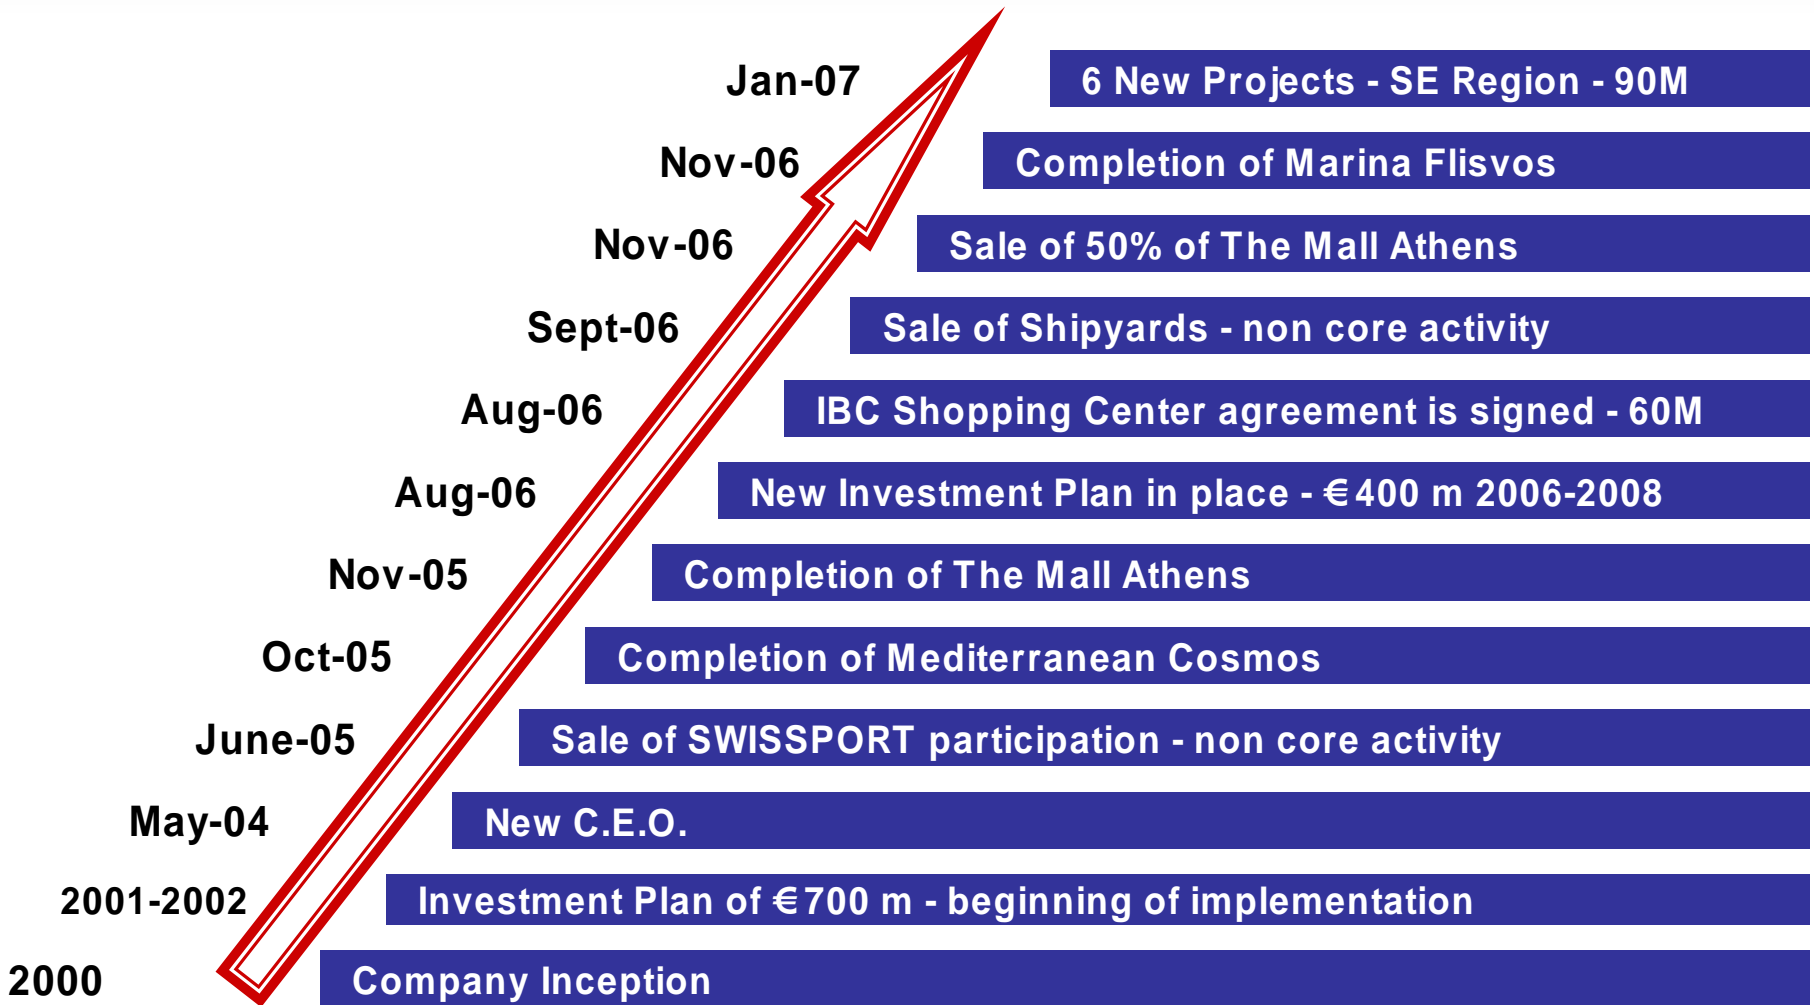 Jan-07 6 New Projects - SE Region - 90M
Nov-06 Completion of Marina Flisvos
Nov-06 Sale of 50% of The Mall Athens
Sept-06 Sale of Shipyards - non core activity
Aug-06 IBC Shopping Center agreement is signed - 60M
Aug-06 New Investment Plan in place - €400 m 2006-2008
Nov-05 Completion of The Mall Athens
Oct-05 Completion of Mediterranean Cosmos
June-05 Sale of SWISSPORT participation - non core activity
May-04 New C.E.O.
2001-2002 Investment Plan of €700 m - beginning of implementation
2000 Company Inception